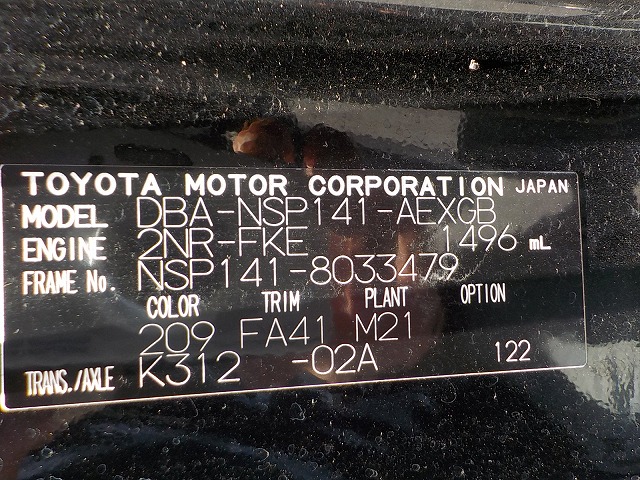 TOYOTA MOTOR CORPORATION JAPAN
MODEL DBA-NSP141-AEXGB
ENGINE 2NR-FKE 1496 mL
FRAME No. NSP141-8033479
COLOR TRIM PLANT OPTION
209 FA41 M21
TRANS./AXLE K312 -02A 122